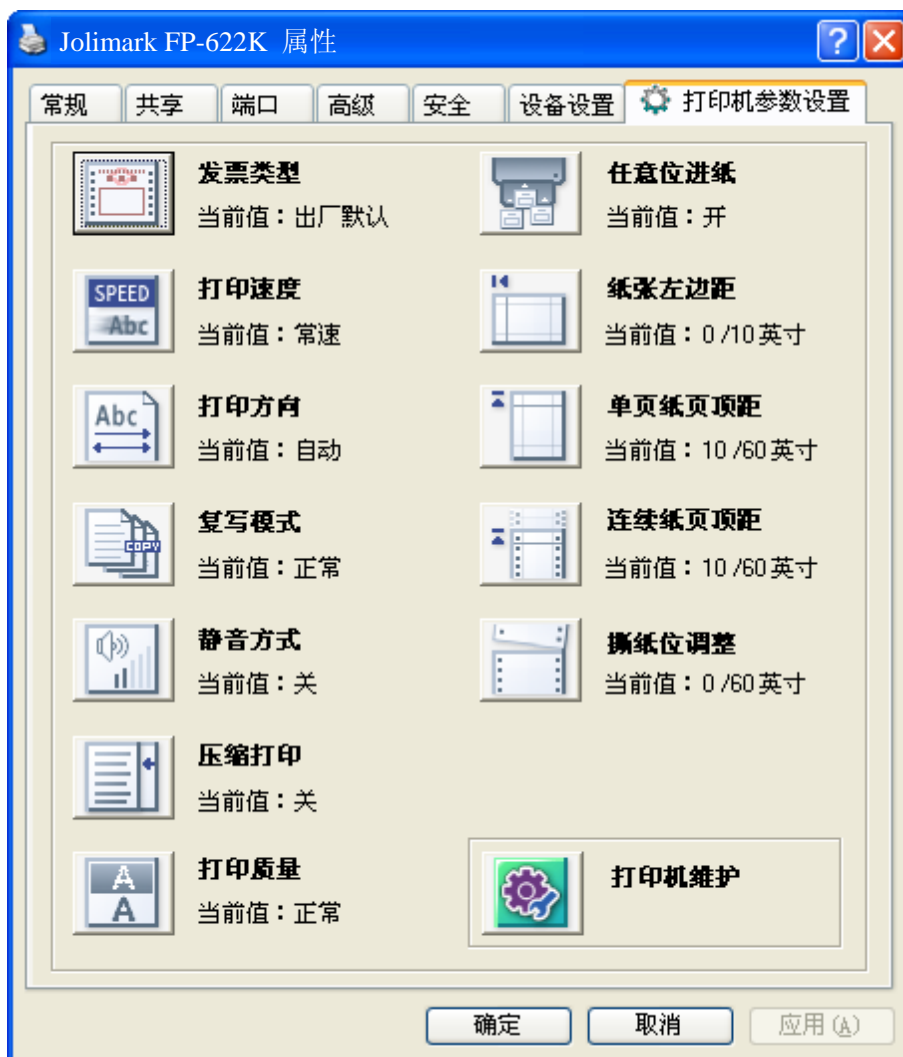 Jolimark FP-622K 属性
常规 共享 端口 高级 安全 设备设置 打印机参数设置
发票类型
当前值：出厂默认
任意位进纸
当前值：开
SPEED
Abc
打印速度
当前值：常速
纸张左边距
当前值：0 /10 英寸
Abc
打印方向
当前值：自动
单页纸页顶距
当前值：10 /60 英寸
COPY
复写模式
当前值：正常
连续纸页顶距
当前值：10 /60 英寸
静音方式
当前值：关
撕纸位调整
当前值：0 /60 英寸
压缩打印
当前值：关
A
A
打印质量
当前值：正常
打印机维护
确定 取消 应用 (A)